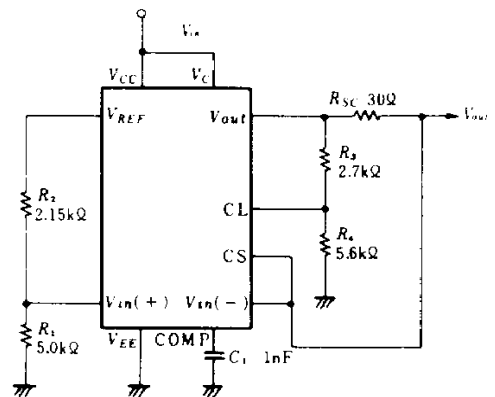 Vin
VCC VC
VREF Vout
RSC 30Ω
Vout
R2
2.15kΩ
R3
2.7kΩ
CL
R4
5.6kΩ
CS
Vin(+) Vin(-)
R1
5.0kΩ
VEE COMP
C1 1nF